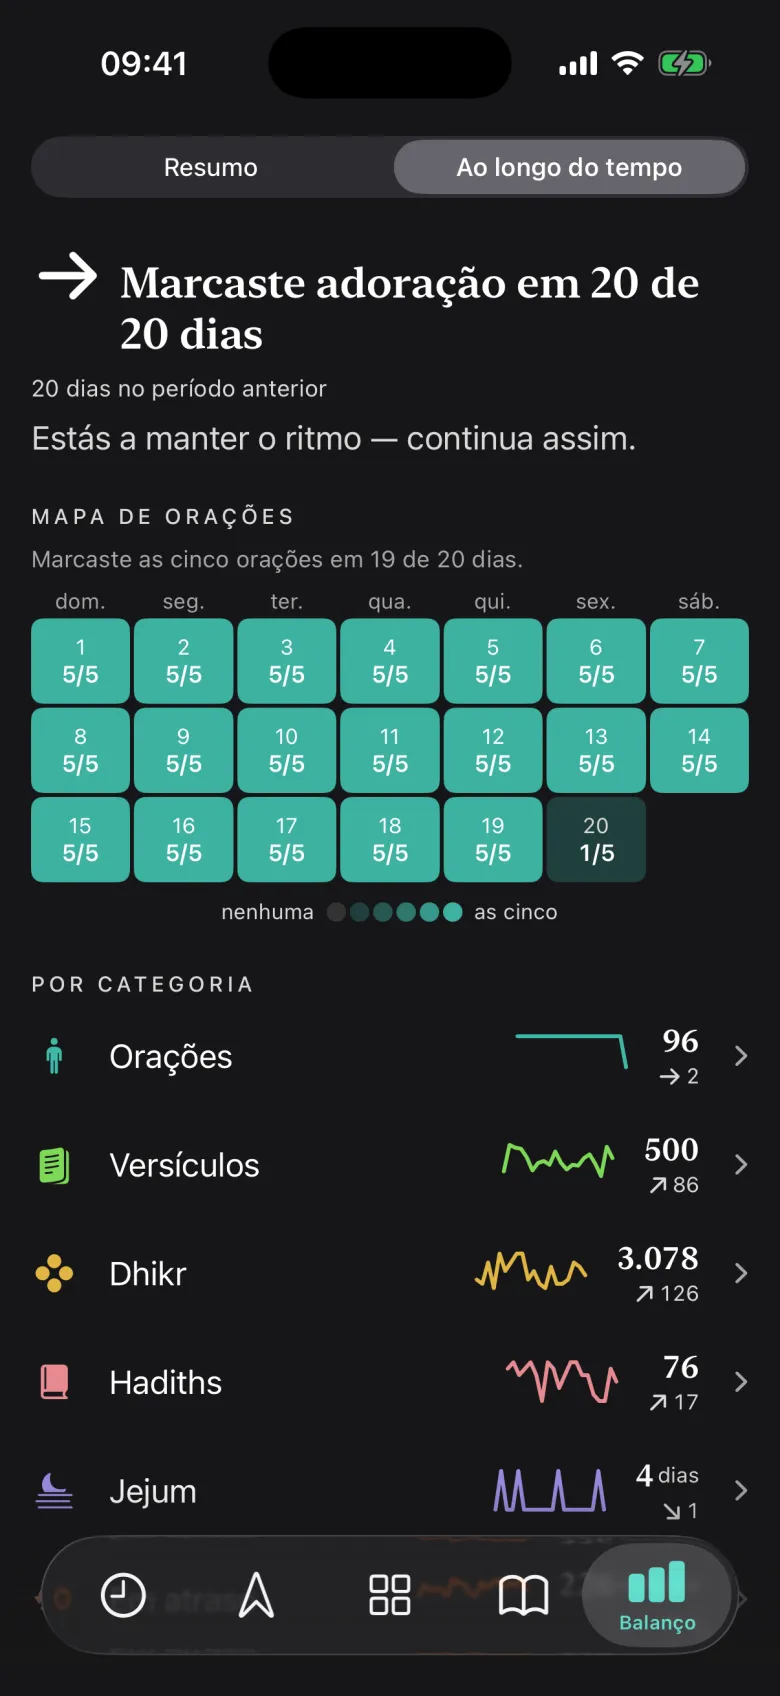 09:41
Resumo
Ao longo do tempo
Marcaste adoração em 20 de
20 dias
20 dias no período anterior
Estás a manter o ritmo — continua assim.
MAPA DE ORAÇÕES
Marcaste as cinco orações em 19 de 20 dias.
dom. seg. ter. qua. qui. sex. sáb.
1 2 3 4 5 6 7
5/5 5/5 5/5 5/5 5/5 5/5 5/5
8 9 10 11 12 13 14
5/5 5/5 5/5 5/5 5/5 5/5 5/5
15 16 17 18 19 20
5/5 5/5 5/5 5/5 5/5 1/5
nenhuma as cinco
POR CATEGORIA
Orações 96
→ 2
Versículos 500
↗ 86
Dhikr 3.078
↗ 126
Hadiths 76
↗ 17
Jejum 4 dias
↘ 1
Balanço